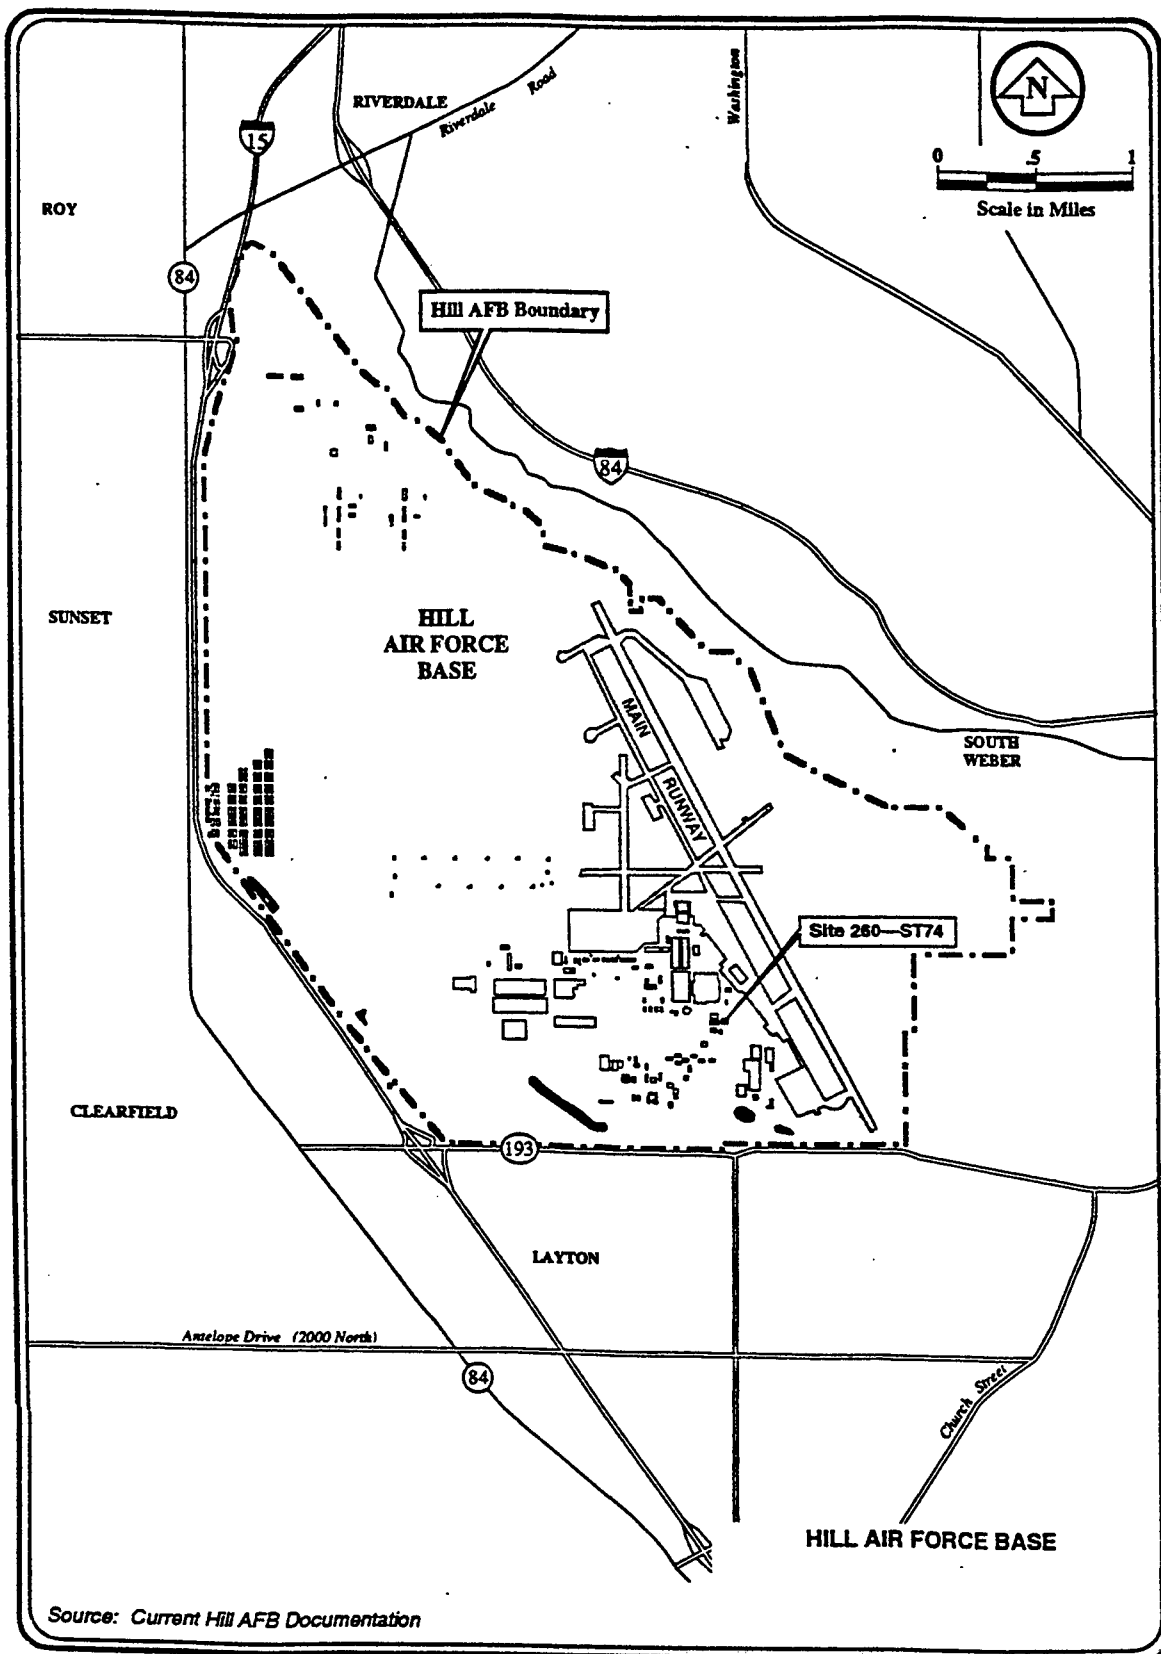 RIVERDALE
Riverdale Road
Washington
N
15
0 .5 1
Scale in Miles
ROY
84
Hill AFB Boundary
84
SUNSET
HILL
AIR FORCE
BASE
MAIN
RUNWAY
SOUTH
WEBER
Site 260—ST74
CLEARFIELD
193
LAYTON
Antelope Drive (2000 North)
84
Church Street
HILL AIR FORCE BASE
Source: Current Hill AFB Documentation